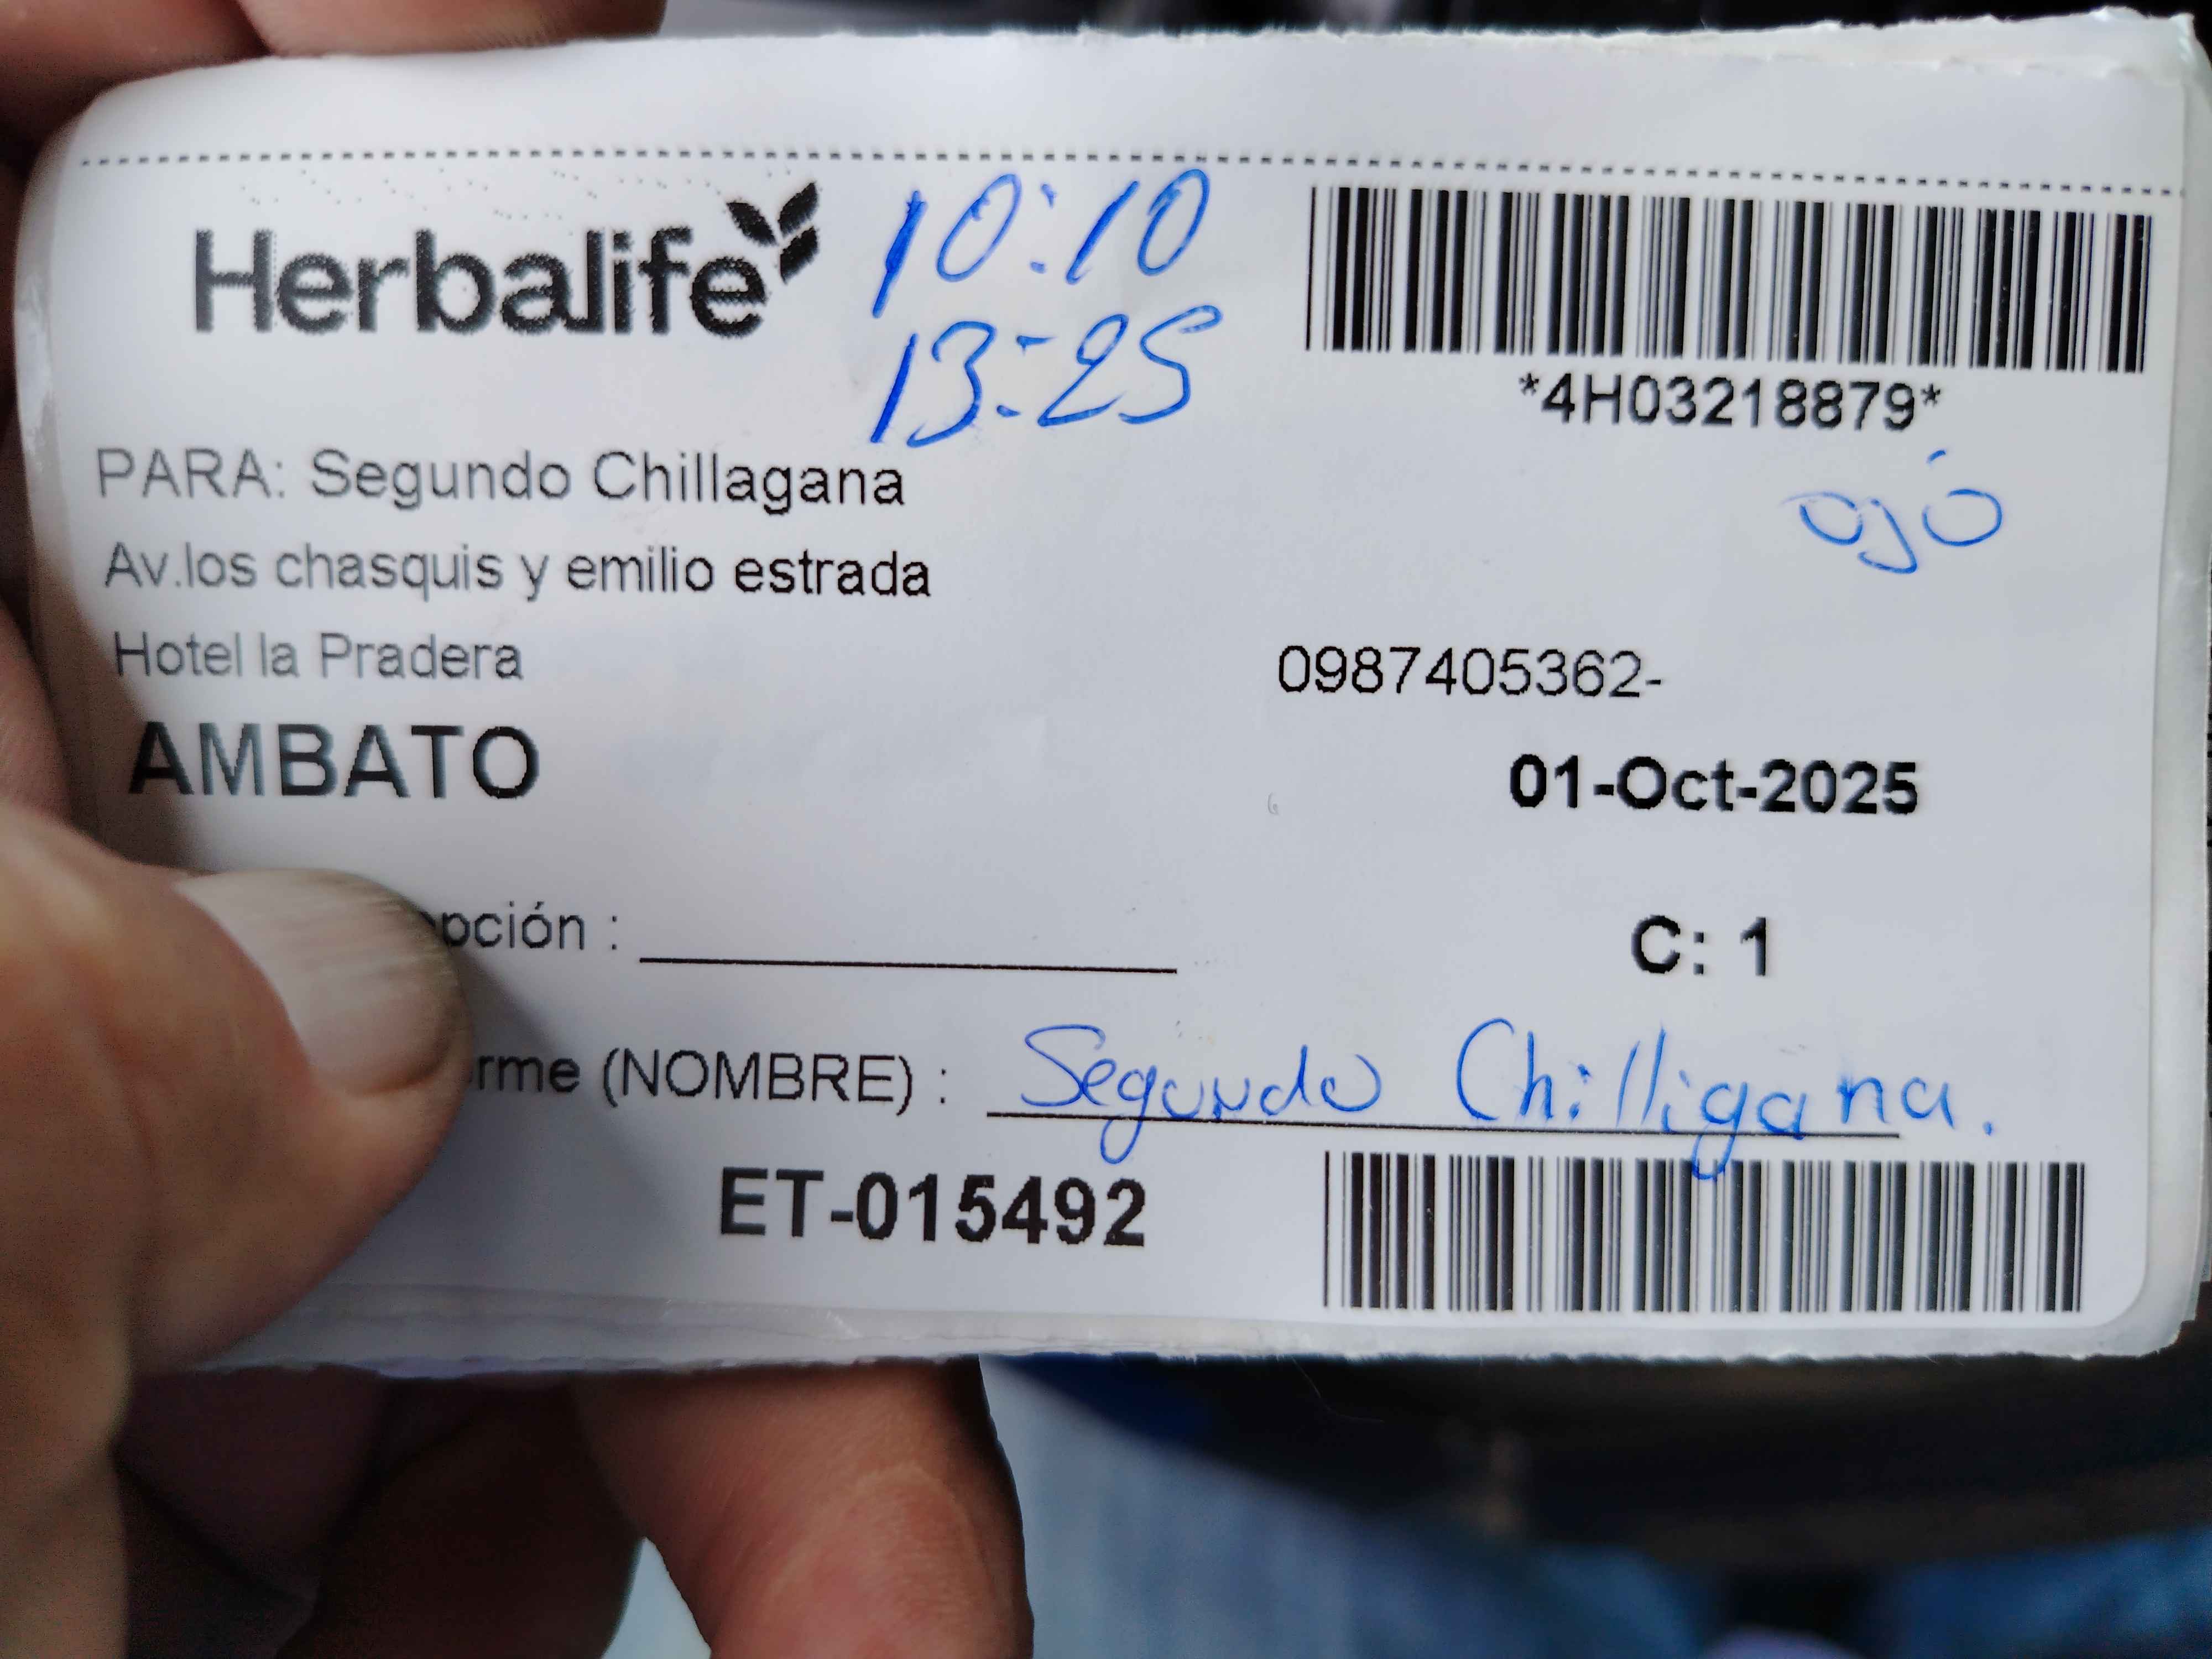 Herbalife
10:10
13:25
*4H03218879*
ojo
PARA: Segundo Chillagana
Av.los chasquis y emilio estrada
Hotel la Pradera
0987405362-
AMBATO
01-Oct-2025
pción :
C: 1
rme (NOMBRE) : Segundo Chilligana.
ET-015492